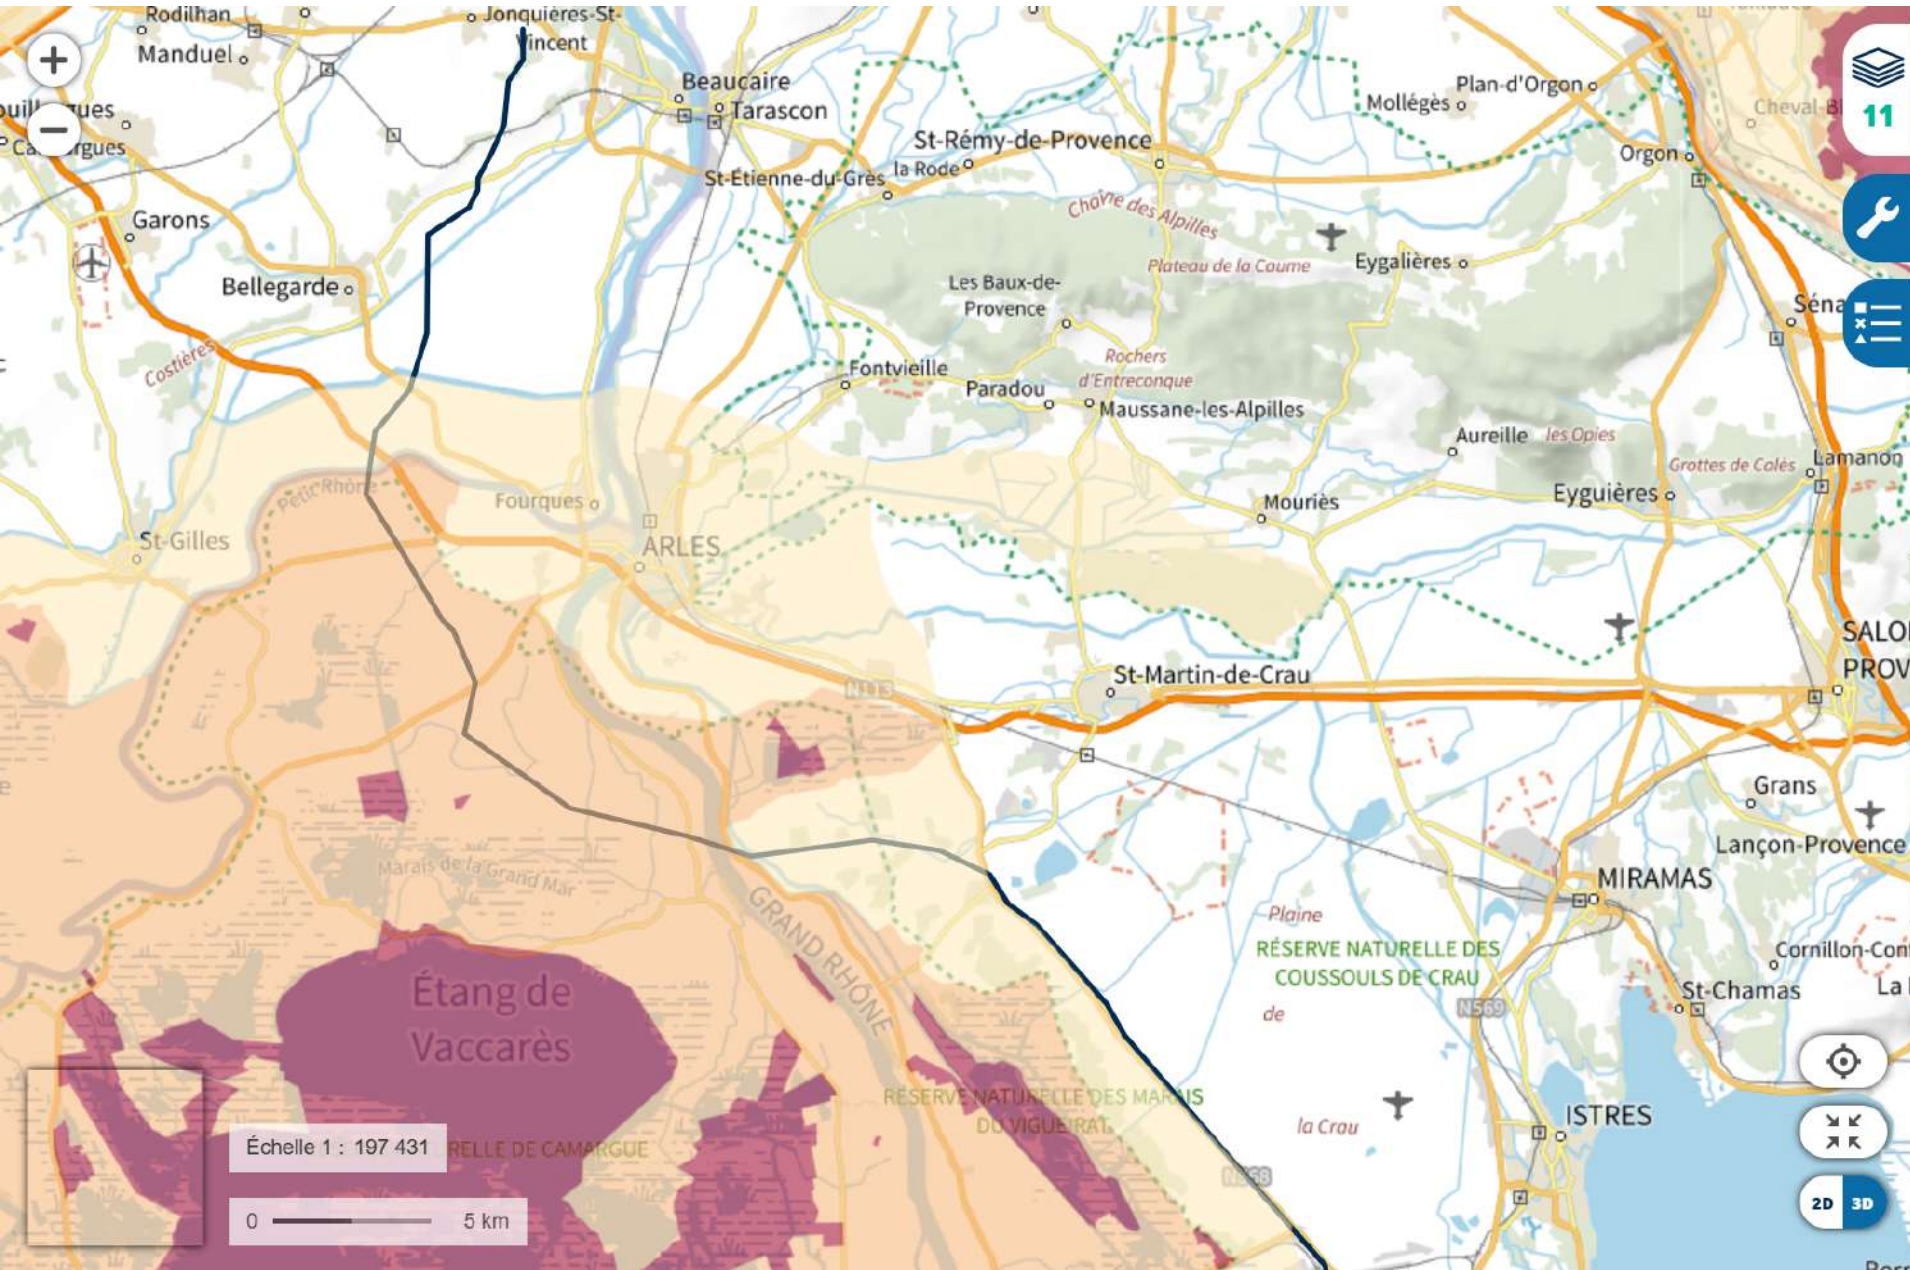 Rodilhan
Jonquières-St-
Vincent
Manduel
Beaucaire
Tarascon
Plan-d'Orgon
Mollégès
St-Rémy-de-Provence
la Rode
Orgon
St-Étienne-du-Grès
11
Garons
Chaîne des Alpilles
Plateau de la Caume
Eygalières
Bellegarde
Les Baux-de-
Provence
Séna
Costières
Rochers
d'Entreconque
Fontvieille
Paradou
Maussane-les-Alpilles
Aureille
les Opies
Grottes de Calès
Lamanon
Petit Rhône
Fourques
Mouriès
Eyguières
St-Gilles
ARLES
SALO
PROV
St-Martin-de-Crau
N113
Grans
Lançon-Provence
Marais de la Grand Mar
MIRAMAS
GRAND RHÔNE
Plaine
RÉSERVE NATURELLE DES
COUSSOULS DE CRAU
Cornillon-Con
Étang de
Vaccarès
de
N569
St-Chamas
La
RÉSERVE NATURELLE DES MARAIS
DU VIGUEIRAT
la Crau
ISTRES
Échelle 1 : 197 431
RELLE DE CAMARGUE
N568
2D
3D
0
5 km